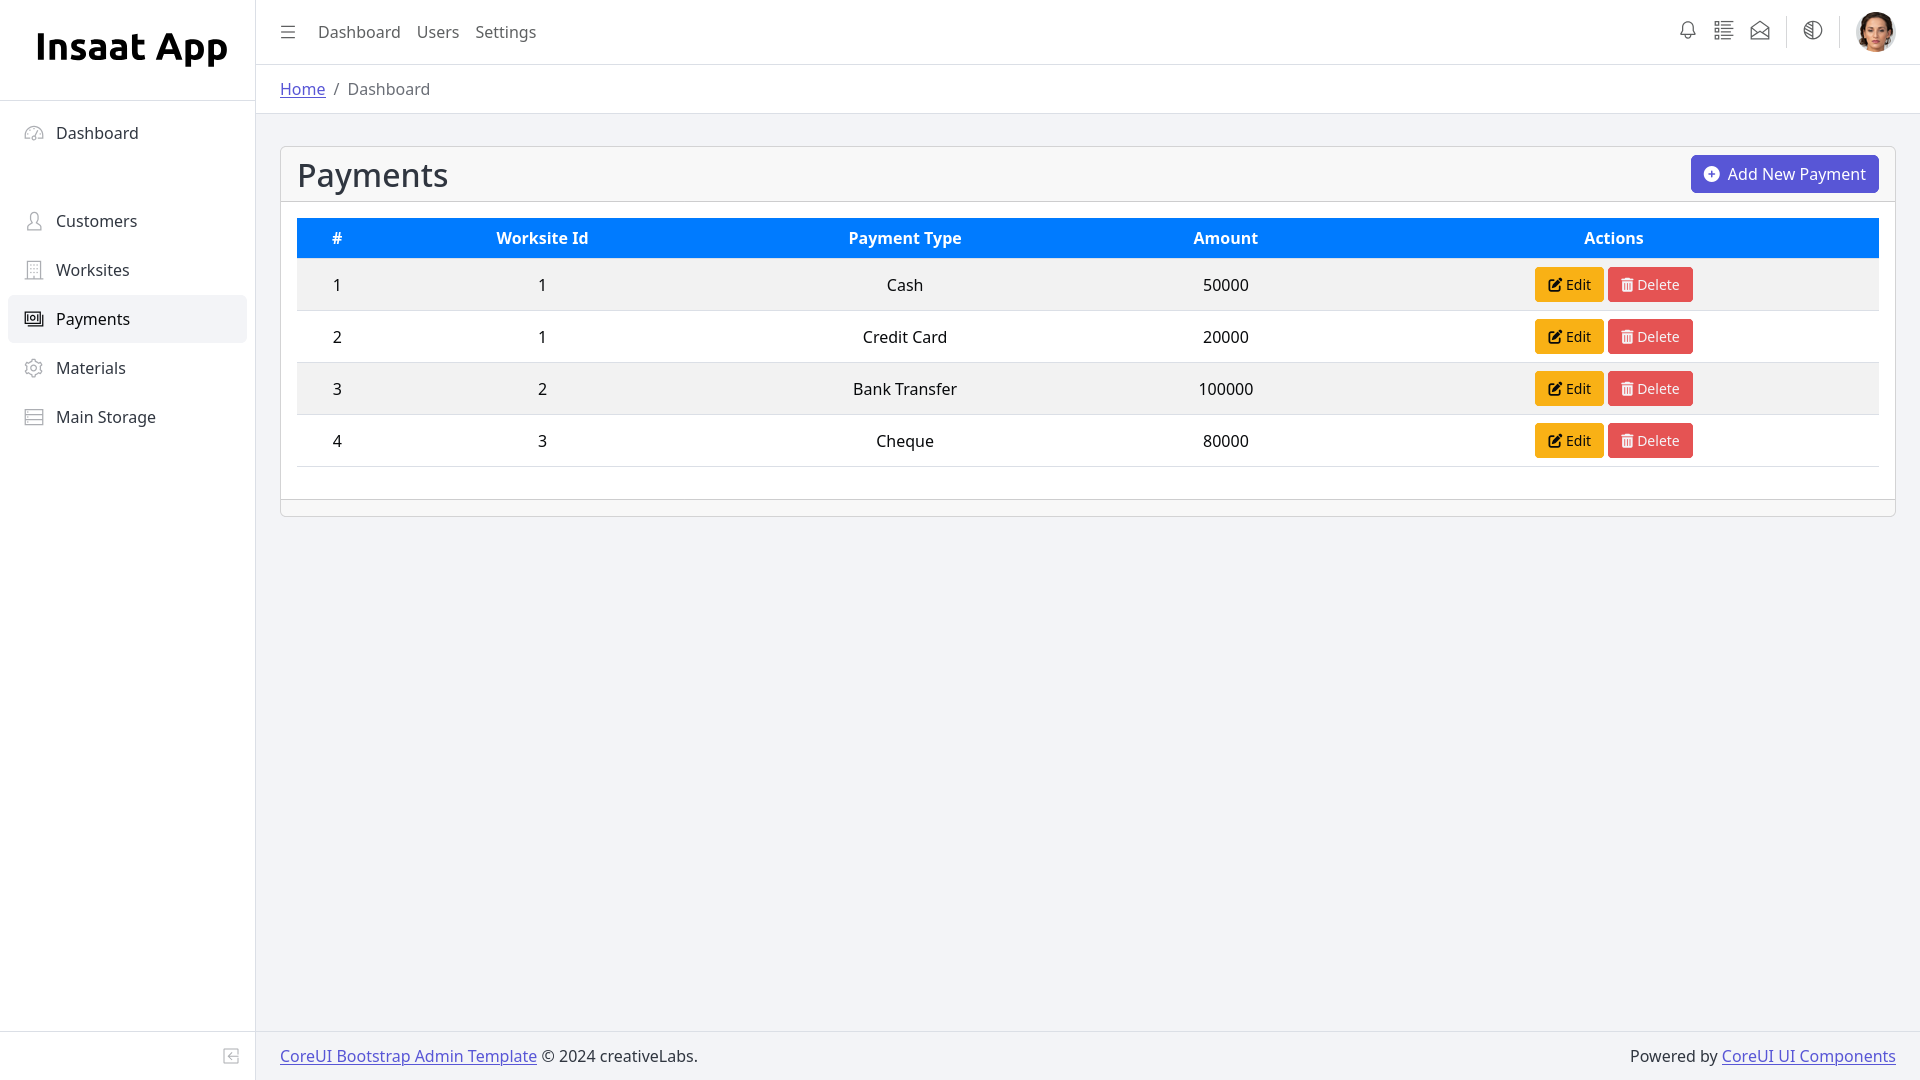 Insaat App
Dashboard Users Settings
Home / Dashboard
Dashboard
Customers
Worksites
Payments
Materials
Main Storage
Payments
Add New Payment
# Worksite Id Payment Type Amount Actions
1 1 Cash 50000 Edit Delete
2 1 Credit Card 20000 Edit Delete
3 2 Bank Transfer 100000 Edit Delete
4 3 Cheque 80000 Edit Delete
CoreUI Bootstrap Admin Template © 2024 creativeLabs.
Powered by CoreUI UI Components